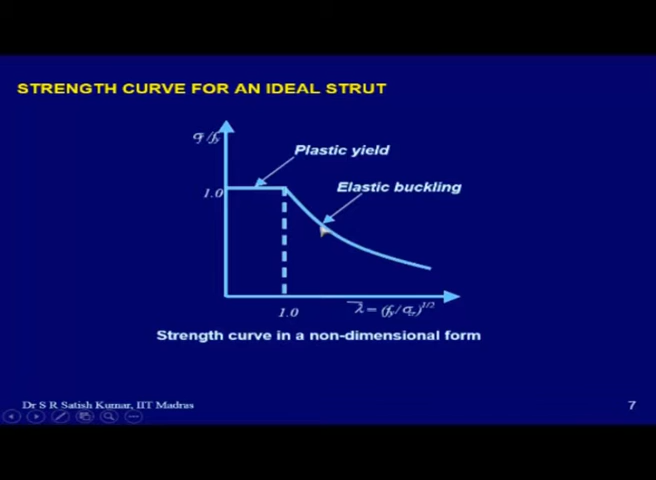 STRENGTH CURVE FOR AN IDEAL STRUT
σf /fy
Plastic yield
Elastic buckling
1.0
1.0
λ̅ = (fy / σcr)1/2
Strength curve in a non-dimensional form
Dr S R Satish Kumar, IIT Madras
7